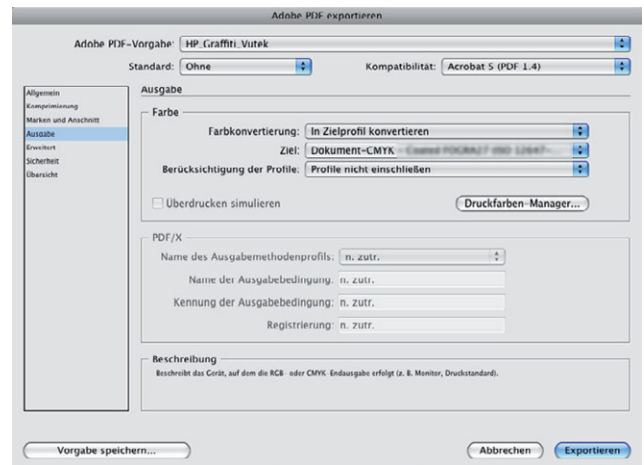 Adobe PDF exportieren
Adobe PDF-Vorgabe: HP_Graffiti_Vutek
Standard: Ohne Kompatibilität: Acrobat 5 (PDF 1.4)
Allgemein
Komprimierung
Marken und Anschnitt
Ausgabe
Erweitert
Sicherheit
Übersicht
Ausgabe
Farbe
Farbkonvertierung: In Zielprofil konvertieren
Ziel: Dokument-CMYK - Coated FOGRA27 (ISO 12647-...
Berücksichtigung der Profile: Profile nicht einschließen
Überdrucken simulieren Druckfarben-Manager...
PDF/X
Name des Ausgabemethodenprofils: n. zutr.
Name der Ausgabebedingung: n. zutr.
Kennung der Ausgabebedingung: n. zutr.
Registrierung: n. zutr.
Beschreibung
Beschreibt das Gerät, auf dem die RGB- oder CMYK-Endausgabe erfolgt (z. B. Monitor, Druckstandard).
Vorgabe speichern... Abbrechen Exportieren